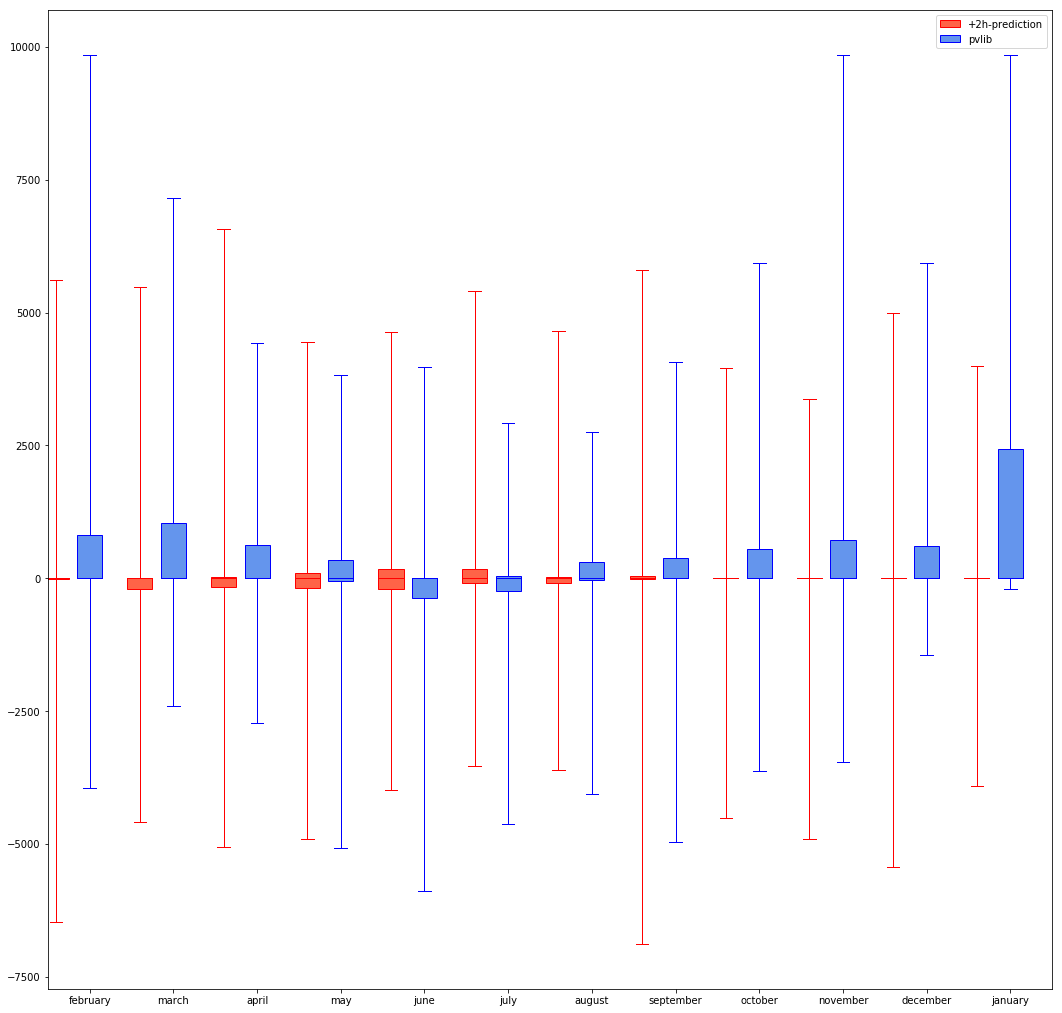 +2h-prediction
pvlib
10000
7500
5000
2500
0
−2500
−5000
−7500
february march april may june july august september october november december january